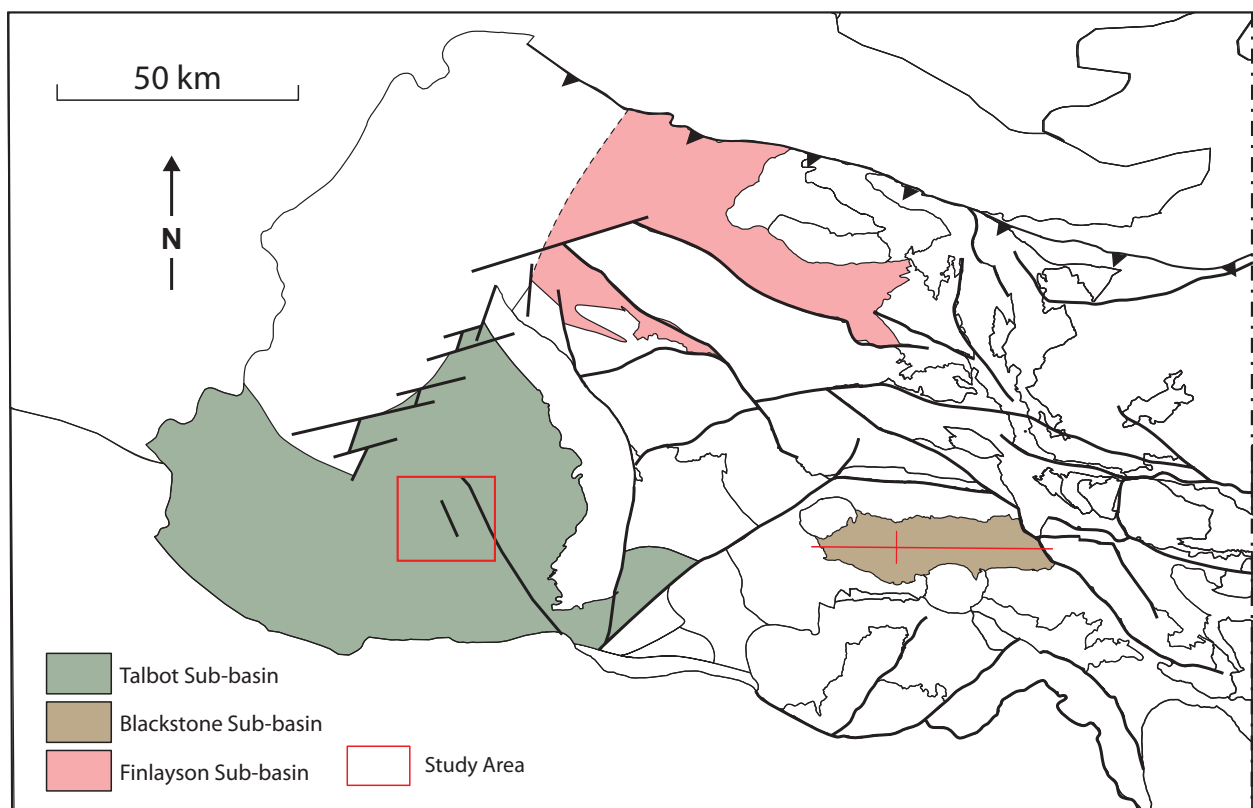 50 km
N
Talbot Sub-basin
Blackstone Sub-basin
Finlayson Sub-basin
Study Area